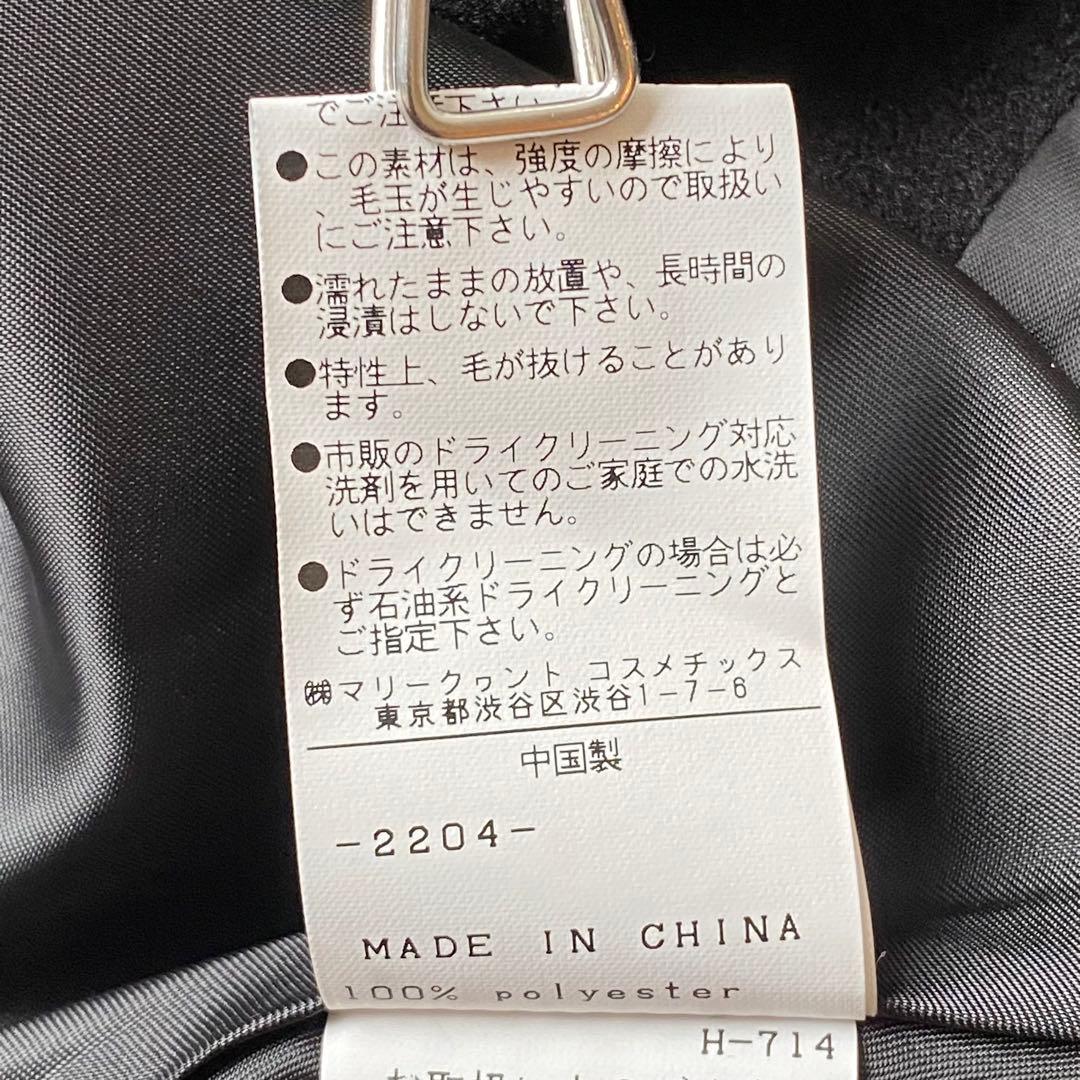 でご注意下さい。
●この素材は、強度の摩擦により
、毛玉が生じやすいので取扱い
にご注意下さい。
●濡れたままの放置や、長時間の
浸漬はしないで下さい。
●特性上、毛が抜けることがあり
ます。
●市販のドライクリーニング対応
洗剤を用いてのご家庭での水洗
いはできません。
●ドライクリーニングの場合は必
ず石油系ドライクリーニングと
ご指定下さい。
㈱マリークヮント コスメチックス
東京都渋谷区渋谷1-7-6
中国製
-2204-
MADE IN CHINA
100% polyester
H-714